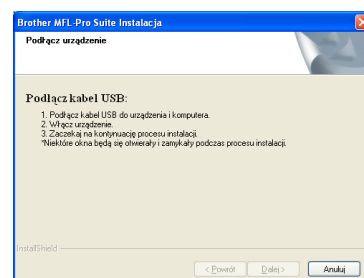 Brother MFL-Pro Suite Instalacja
Podłącz urządzenie
Podłącz kabel USB:
1. Podłącz kabel USB do urządzenia i komputera.
2. Włącz urządzenie.
3. Zaczekaj na kontynuację procesu instalacji.
*Niektóre okna będą się otwierały i zamykały podczas procesu instalacji.
InstallShield
< Powrót
Dalej >
Anuluj